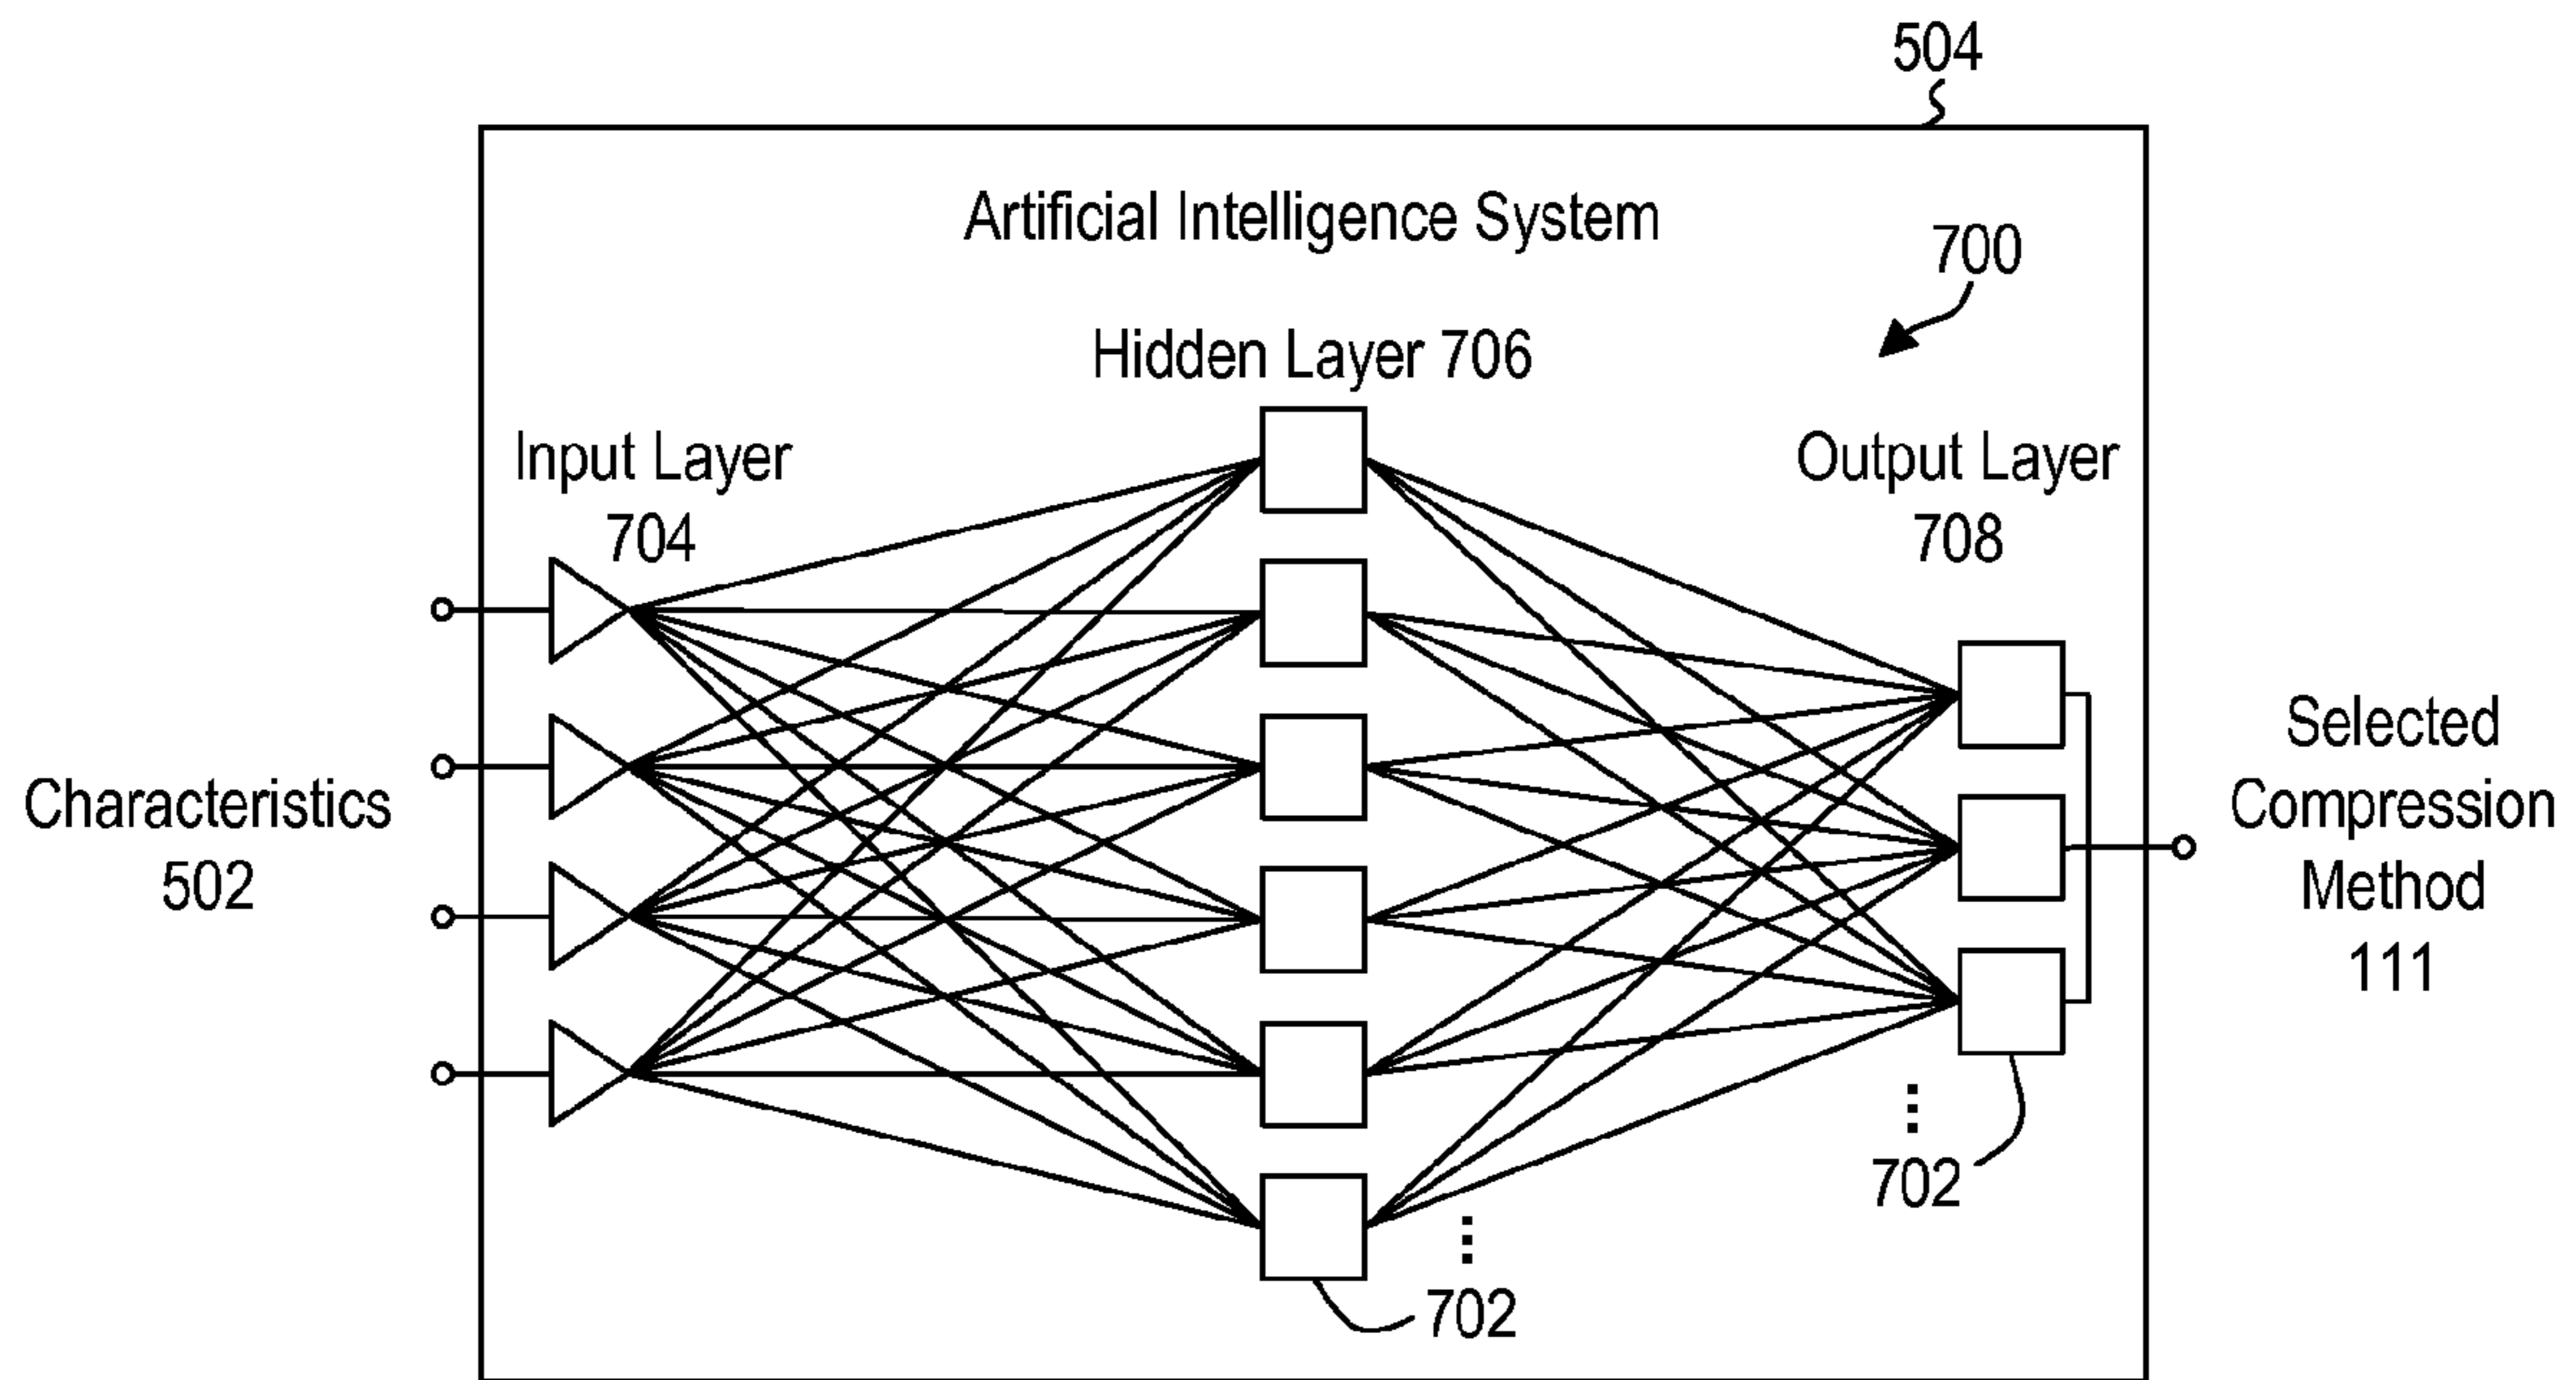 504
Artificial Intelligence System
700
Hidden Layer 706
Input Layer
704
Output Layer
708
Characteristics
502
Selected
Compression
Method
111
702
702